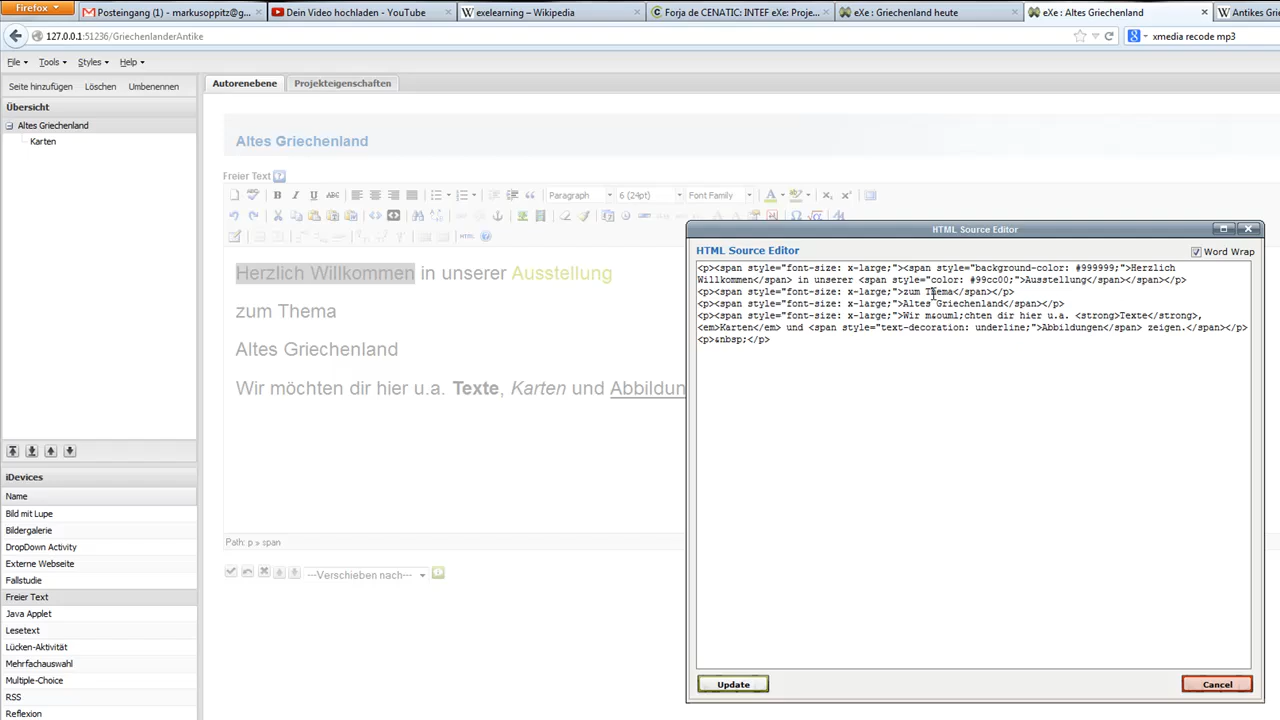 Firefox
Posteingang (1) - markusoppitz@g...
Dein Video hochladen - YouTube
exelearning – Wikipedia
Forja de CENATIC: INTEF eXe: Proje...
eXe : Griechenland heute
eXe : Altes Griechenland
Antikes Gri
127.0.0.1:51236/GriechenlanderAntike
xmedia recode mp3
File Tools Styles Help
Seite hinzufügen Löschen Umbenennen
Autorenebene Projekteigenschaften
Übersicht
Altes Griechenland
Karten
Altes Griechenland
Freier Text
Paragraph 6 (24pt) Font Family
HTML
Herzlich Willkommen in unserer Ausstellung
zum Thema
Altes Griechenland
Wir möchten dir hier u.a. Texte, Karten und Abbildun
Path: p » span
---Verschieben nach---
HTML Source Editor
HTML Source Editor
Word Wrap
<p><span style="font-size: x-large;"><span style="background-color: #999999;">Herzlich
Willkommen</span> in unserer <span style="color: #99cc00;">Ausstellung</span></span></p>
<p><span style="font-size: x-large;">zum Thema</span></p>
<p><span style="font-size: x-large;">Altes Griechenland</span></p>
<p><span style="font-size: x-large;">Wir m&ouml;chten dir hier u.a. <strong>Texte</strong>,
<em>Karten</em> und <span style="text-decoration: underline;">Abbildungen</span> zeigen.</span></p>
<p>&nbsp;</p>
Update
Cancel
iDevices
Name
Bild mit Lupe
Bildergalerie
DropDown Activity
Externe Webseite
Fallstudie
Freier Text
Java Applet
Lesetext
Lücken-Aktivität
Mehrfachauswahl
Multiple-Choice
RSS
Reflection